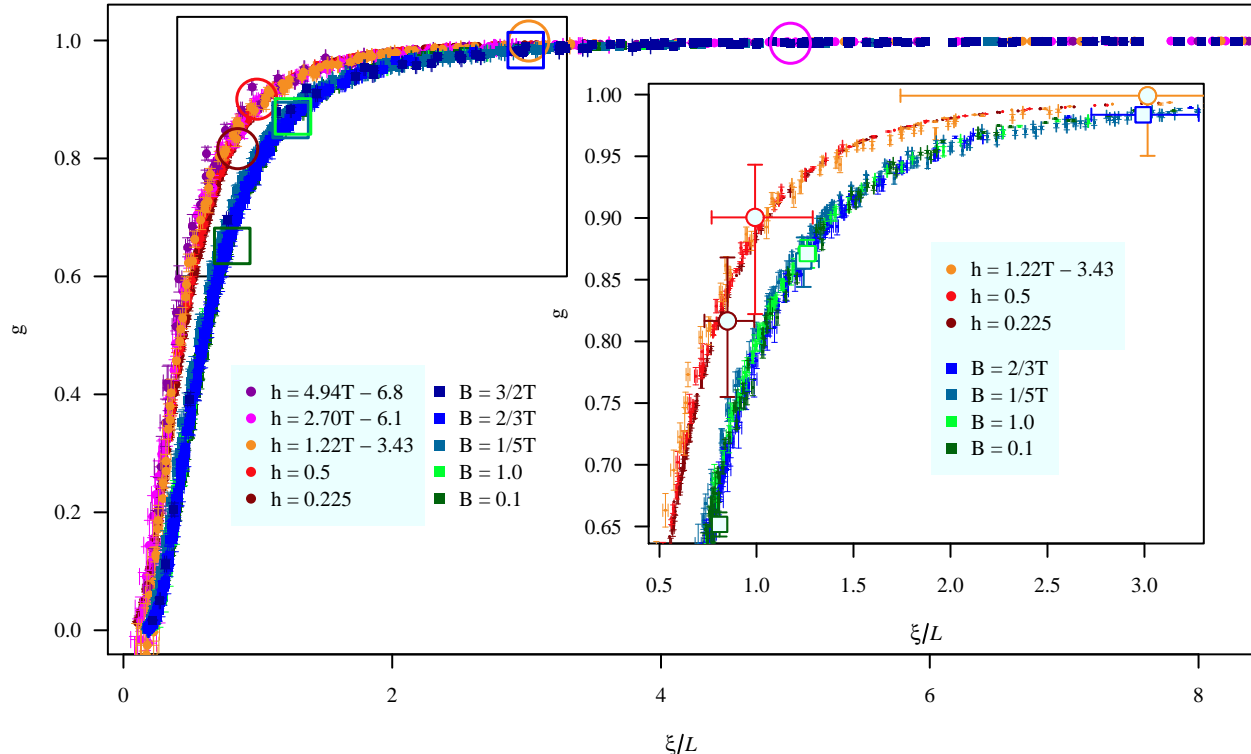 1.0
0.8
0.6
0.4
0.2
0.0
g
0
2
4
6
8
ξ/L
h = 4.94T − 6.8
h = 2.70T − 6.1
h = 1.22T − 3.43
h = 0.5
h = 0.225
B = 3/2T
B = 2/3T
B = 1/5T
B = 1.0
B = 0.1
1.00
0.95
0.90
0.85
0.80
0.75
0.70
0.65
g
0.5
1.0
1.5
2.0
2.5
3.0
ξ/L
h = 1.22T − 3.43
h = 0.5
h = 0.225
B = 2/3T
B = 1/5T
B = 1.0
B = 0.1